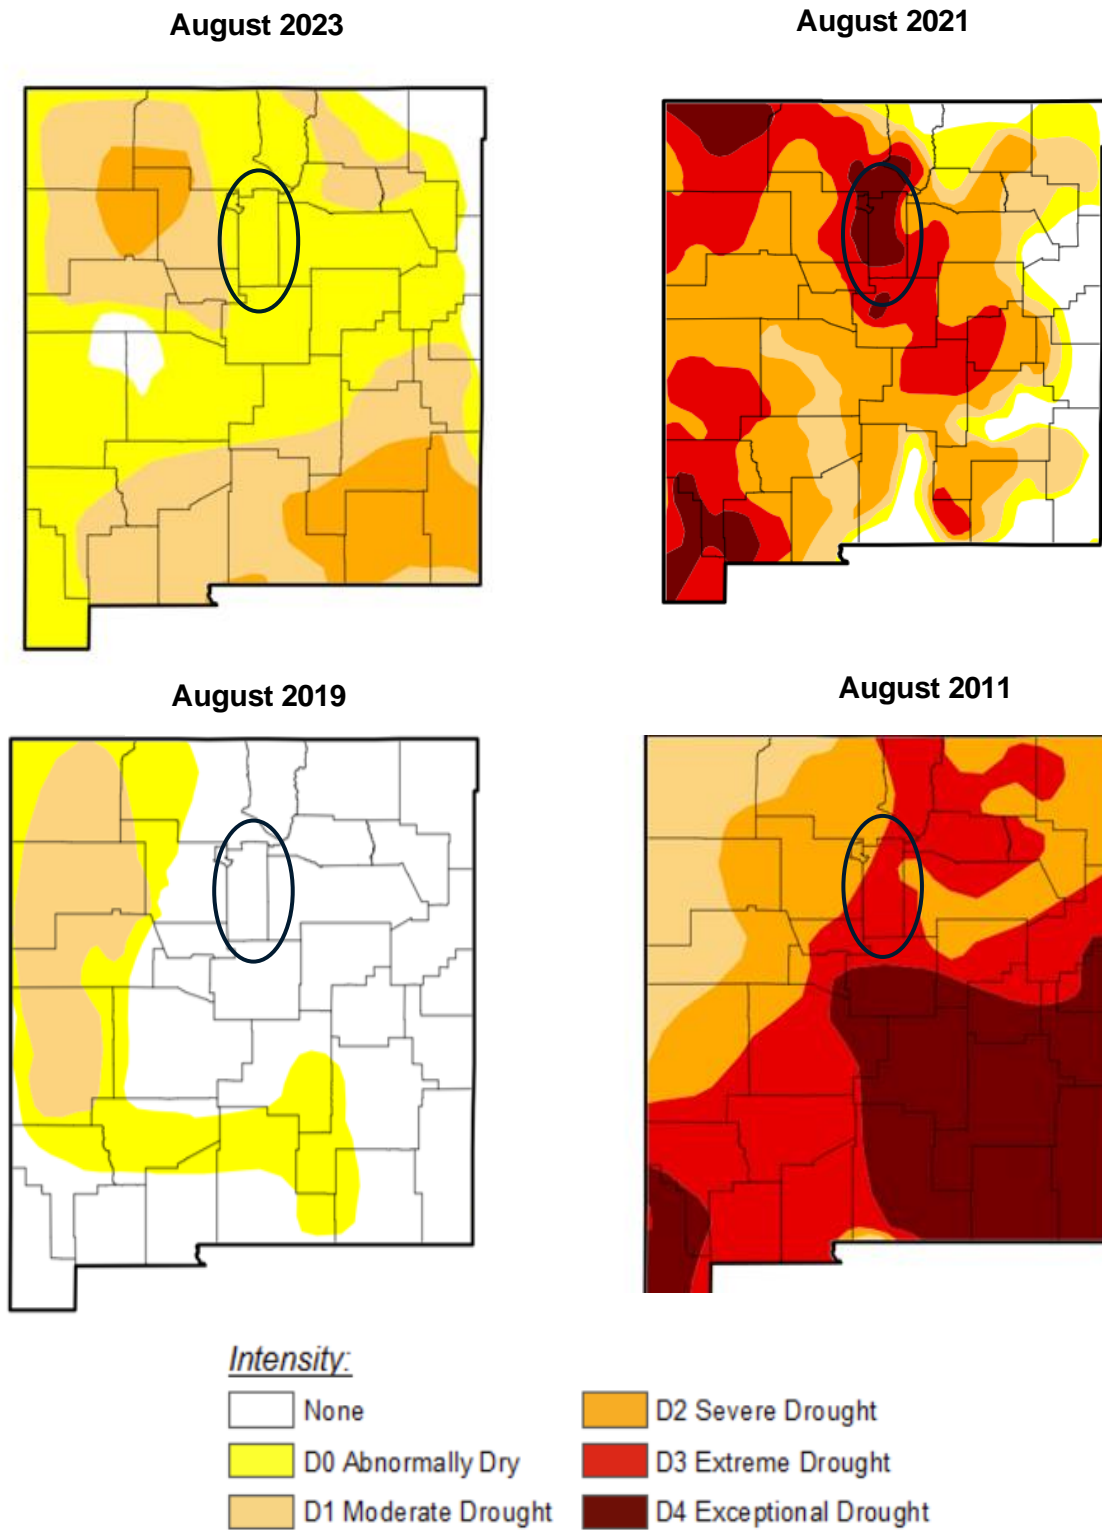 August 2023
August 2021
August 2019
August 2011
Intensity:
None
D0 Abnormally Dry
D1 Moderate Drought
D2 Severe Drought
D3 Extreme Drought
D4 Exceptional Drought